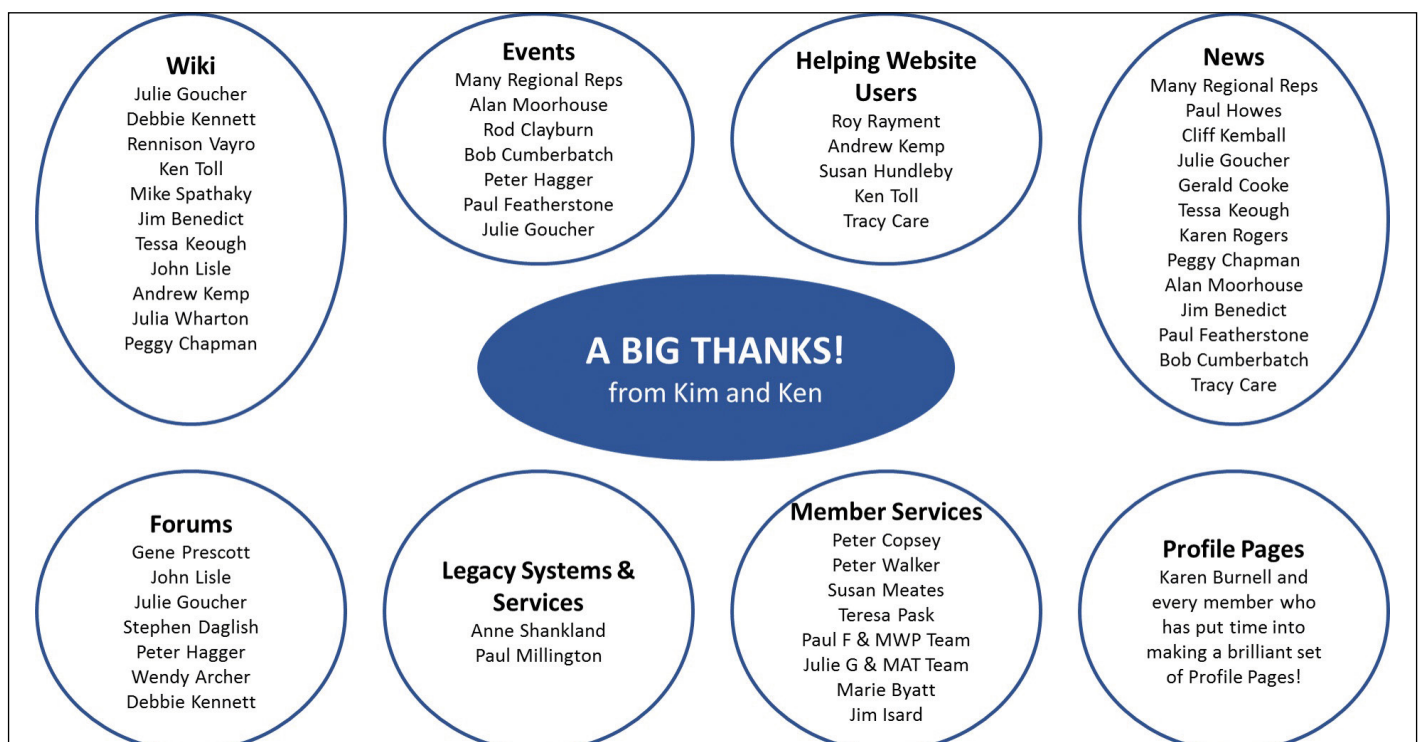 Wiki
Julie Goucher
Debbie Kennett
Rennison Vayro
Ken Toll
Mike Spathaky
Jim Benedict
Tessa Keough
John Lisle
Andrew Kemp
Julia Wharton
Peggy Chapman
Events
Many Regional Reps
Alan Moorhouse
Rod Clayburn
Bob Cumberbatch
Peter Hagger
Paul Featherstone
Julie Goucher
Helping Website
Users
Roy Rayment
Andrew Kemp
Susan Hundleby
Ken Toll
Tracy Care
News
Many Regional Reps
Paul Howes
Cliff Kemball
Julie Goucher
Gerald Cooke
Tessa Keough
Karen Rogers
Peggy Chapman
Alan Moorhouse
Jim Benedict
Paul Featherstone
Bob Cumberbatch
Tracy Care
A BIG THANKS!
from Kim and Ken
Forums
Gene Prescott
John Lisle
Julie Goucher
Stephen Daglish
Peter Hagger
Wendy Archer
Debbie Kennett
Legacy Systems &
Services
Anne Shankland
Paul Millington
Member Services
Peter Copsey
Peter Walker
Susan Meates
Teresa Pask
Paul F & MWP Team
Julie G & MAT Team
Marie Byatt
Jim Isard
Profile Pages
Karen Burnell and
every member who
has put time into
making a brilliant set
of Profile Pages!